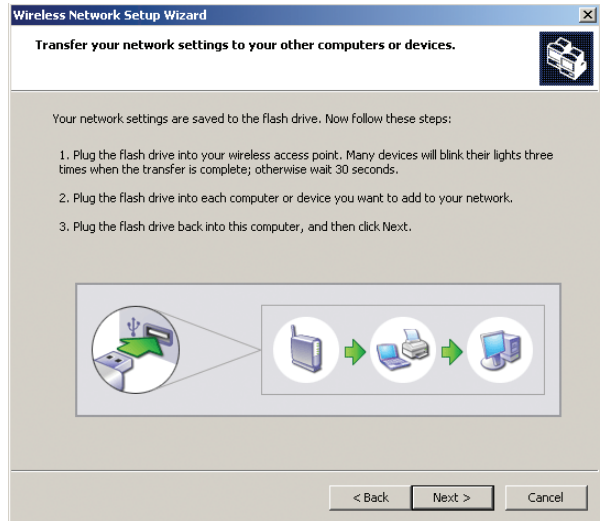 Wireless Network Setup Wizard
Transfer your network settings to your other computers or devices.
Your network settings are saved to the flash drive. Now follow these steps:
1. Plug the flash drive into your wireless access point. Many devices will blink their lights three
times when the transfer is complete; otherwise wait 30 seconds.
2. Plug the flash drive into each computer or device you want to add to your network.
3. Plug the flash drive back into this computer, and then click Next.
< Back
Next >
Cancel